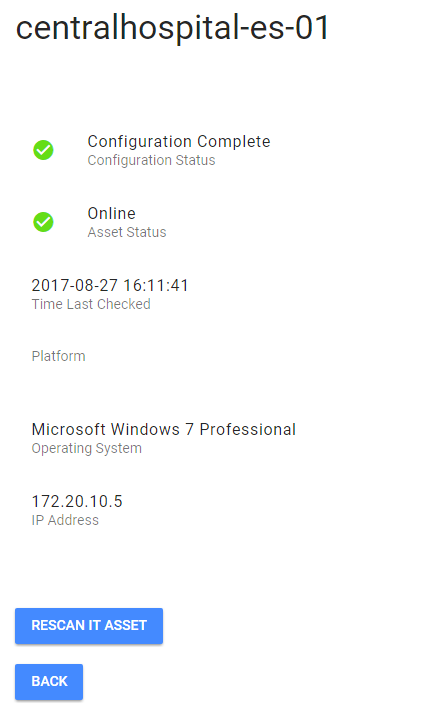 centralhospital-es-01
Configuration Complete
Configuration Status
Online
Asset Status
2017-08-27 16:11:41
Time Last Checked
Platform
Microsoft Windows 7 Professional
Operating System
172.20.10.5
IP Address
RESCAN IT ASSET
BACK